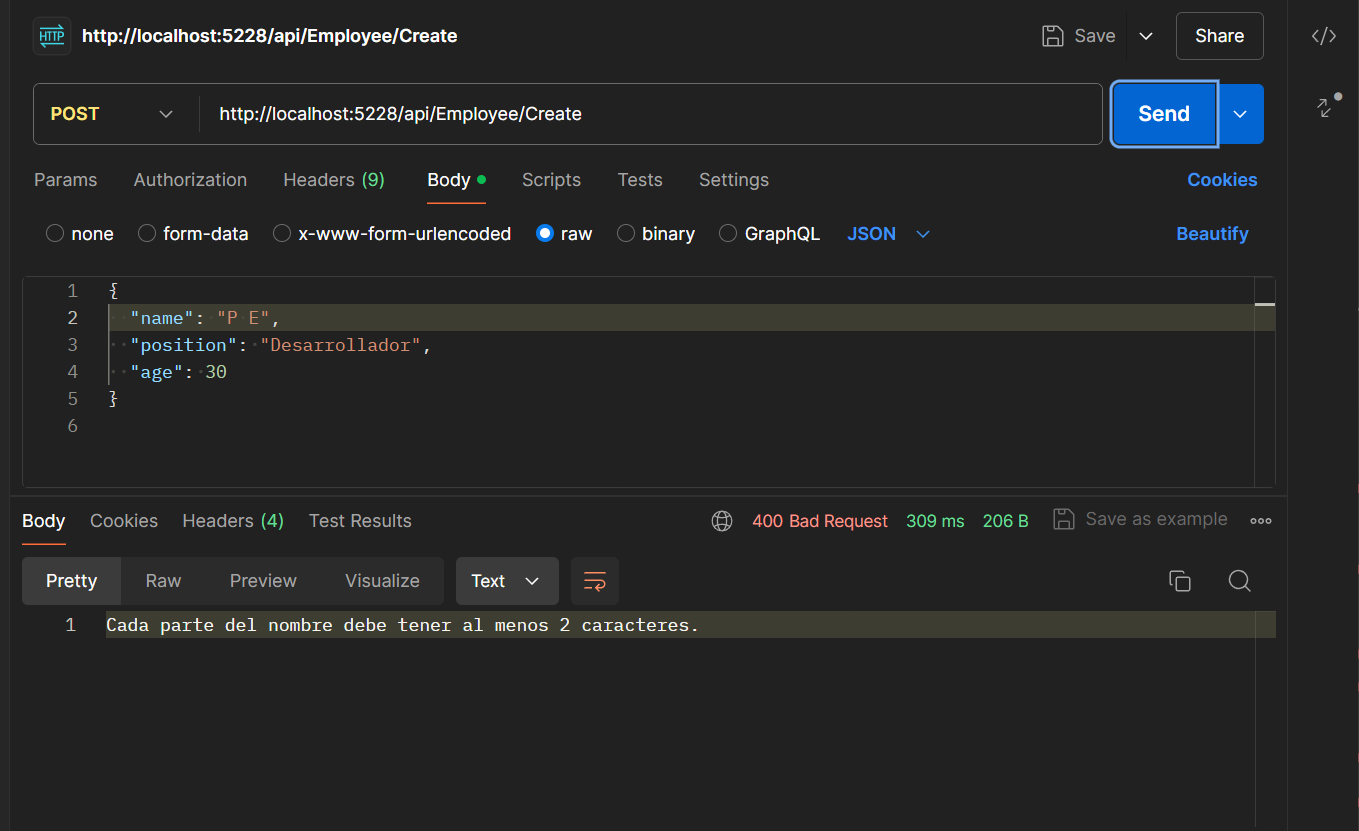 HTTP http://localhost:5228/api/Employee/Create Save Share
POST http://localhost:5228/api/Employee/Create Send
Params Authorization Headers (9) Body Scripts Tests Settings Cookies
none form-data x-www-form-urlencoded raw binary GraphQL JSON Beautify
1 {
2 "name": "P E",
3 "position": "Desarrollador",
4 "age": 30
5 }
6
Body Cookies Headers (4) Test Results 400 Bad Request 309 ms 206 B Save as example
Pretty Raw Preview Visualize Text
1 Cada parte del nombre debe tener al menos 2 caracteres.